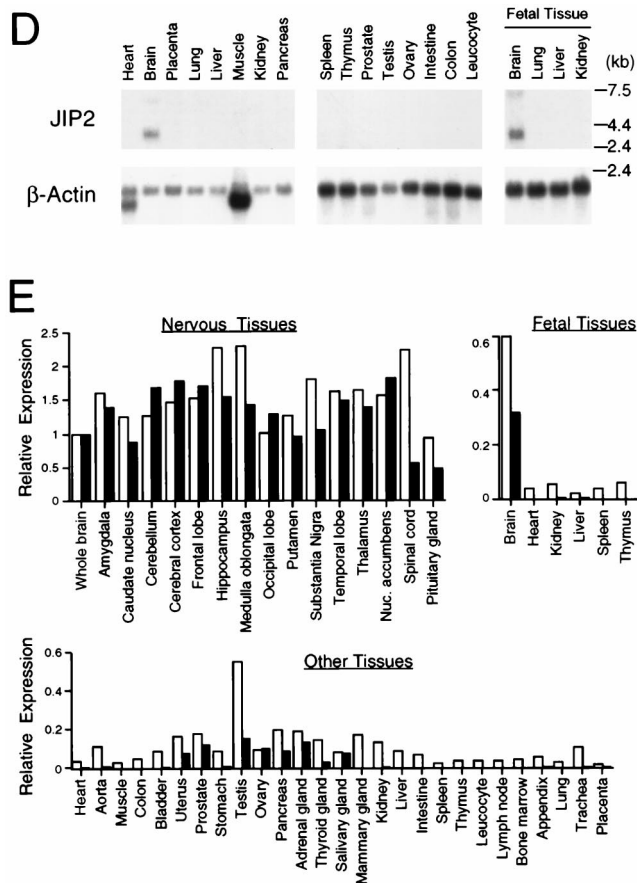 D
Heart
Brain
Placenta
Lung
Liver
Muscle
Kidney
Pancreas
Spleen
Thymus
Prostate
Testis
Ovary
Intestine
Colon
Leucocyte
Fetal Tissue
Brain
Lung
Liver
Kidney
(kb)
JIP2
7.5
4.4
2.4
β-Actin
2.4
E
Nervous Tissues
Relative Expression
2.5
2
1.5
1
0.5
0
Whole brain
Amygdala
Caudate nucleus
Cerebellum
Cerebral cortex
Frontal lobe
Hippocampus
Medulla oblongata
Occipital lobe
Putamen
Substantia Nigra
Temporal lobe
Thalamus
Nuc. accumbens
Spinal cord
Pituitary gland
Fetal Tissues
0.6
0.4
0.2
0
Brain
Heart
Kidney
Liver
Spleen
Thymus
Other Tissues
Relative Expression
0.6
0.4
0.2
0
Heart
Aorta
Muscle
Colon
Bladder
Uterus
Prostate
Stomach
Testis
Ovary
Pancreas
Adrenal gland
Thyroid gland
Salivary gland
Mammary gland
Kidney
Liver
Intestine
Spleen
Thymus
Leucocyte
Lymph node
Bone marrow
Appendix
Lung
Trachea
Placenta